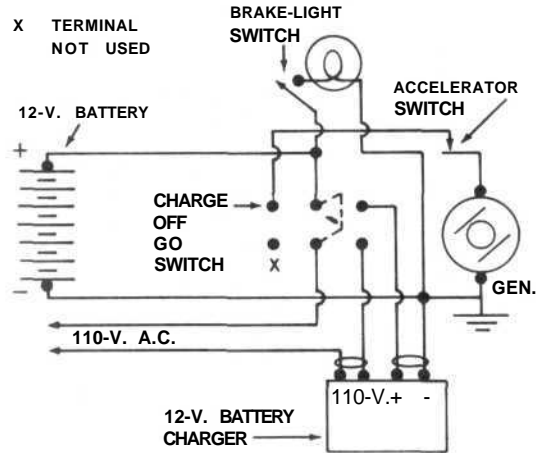 X TERMINAL
NOT USED
BRAKE-LIGHT
SWITCH
ACCELERATOR
SWITCH
12-V. BATTERY
+
CHARGE
OFF
GO
SWITCH
X
GEN.
–
110-V. A.C.
110-V.+ -
12-V. BATTERY
CHARGER